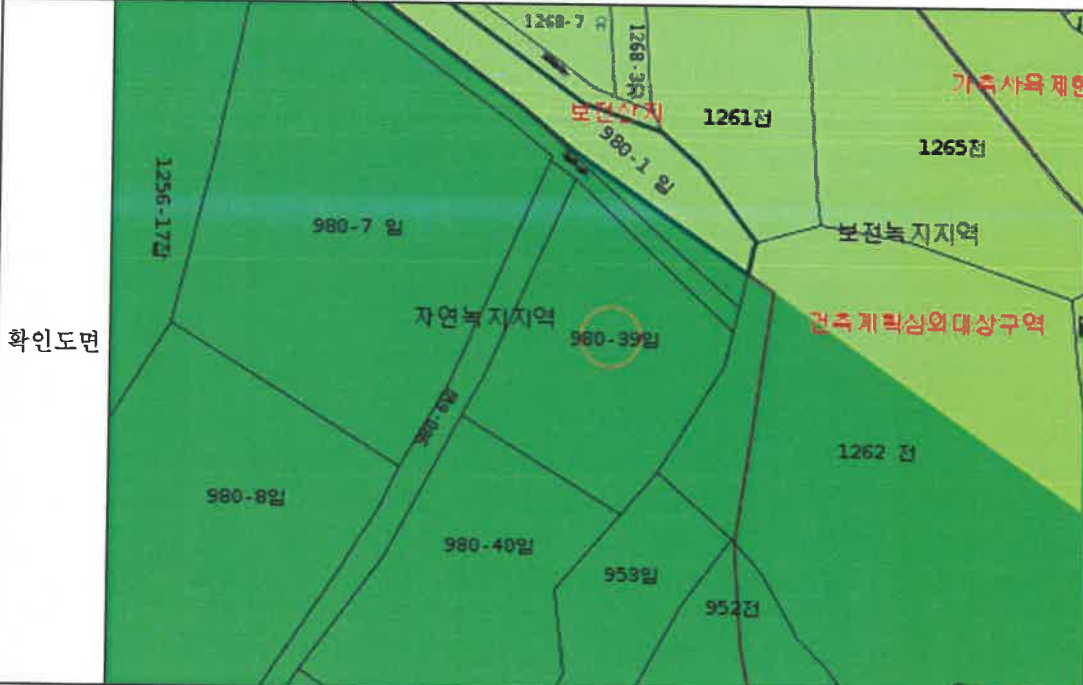 1268-7
1268-3
보전산지
가축사육제한
1261전
1265전
980-1 임
1256-17
980-7 임
보전녹지지역
자연녹지지역
건축계획심의대상구역
확인도면
980-39임
1262 전
980-8임
980-40임
953임
952전